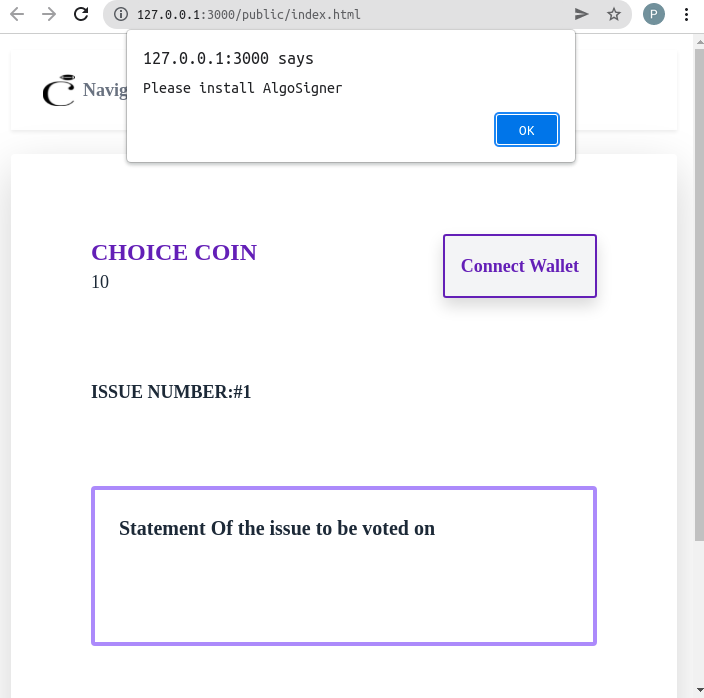 127.0.0.1:3000/public/index.html
P
127.0.0.1:3000 says
Please install AlgoSigner
OK
Navig
CHOICE COIN
Connect Wallet
10
ISSUE NUMBER:#1
Statement Of the issue to be voted on